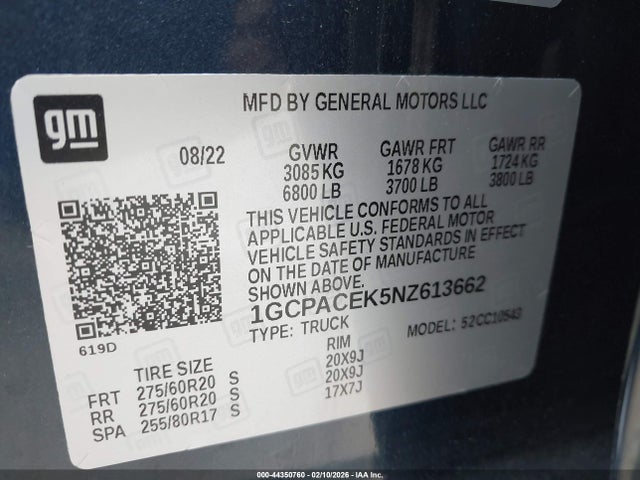 gm
MFD BY GENERAL MOTORS LLC
08/22 GVWR GAWR FRT GAWR RR
3085 KG 1678 KG 1724 KG
6800 LB 3700 LB 3800 LB
THIS VEHICLE CONFORMS TO ALL
APPLICABLE U.S. FEDERAL MOTOR
VEHICLE SAFETY STANDARDS IN EFFECT
ON THE DATE OF MANUFACTURE
SHOWN ABOVE.
1GCPACEK5NZ613662
TYPE: TRUCK MODEL: 52CC10543
619D
TIRE SIZE RIM
FRT 275/60R20 S 20X9J
RR 275/60R20 S 20X9J
SPA 255/80R17 S 17X7J
000-44350760 - 02/10/2026 - IAA Inc.